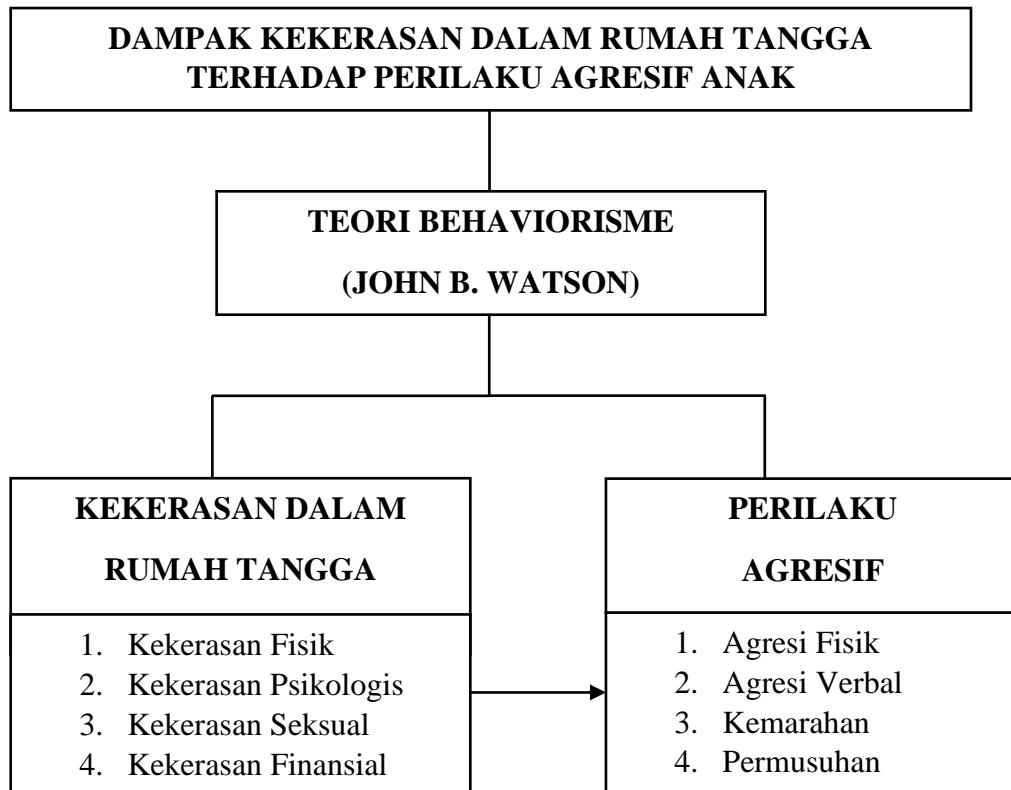 DAMPAK KEKERASAN DALAM RUMAH TANGGA
TERHADAP PERILAKU AGRESIF ANAK
TEORI BEHAVIORISME
(JOHN B. WATSON)
KEKERASAN DALAM
RUMAH TANGGA
1. Kekerasan Fisik
2. Kekerasan Psikologis
3. Kekerasan Seksual
4. Kekerasan Finansial
PERILAKU
AGRESIF
1. Agresi Fisik
2. Agresi Verbal
3. Kemarahan
4. Permusuhan